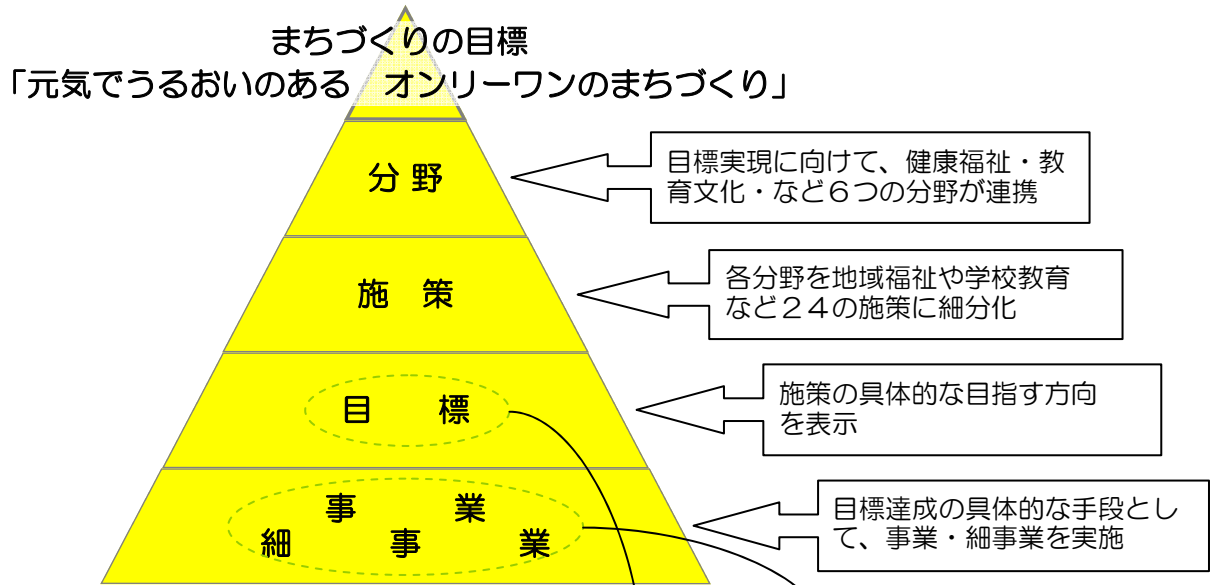 まちづくりの目標
「元気でうるおいのある　オンリーワンのまちづくり」
分 野
目標実現に向けて、健康福祉・教
育文化・など６つの分野が連携
施　策
各分野を地域福祉や学校教育
など２４の施策に細分化
目　　標
施策の具体的な目指す方向
を表示
事　　　業
細　　事　　業
目標達成の具体的な手段とし
て、事業・細事業を実施